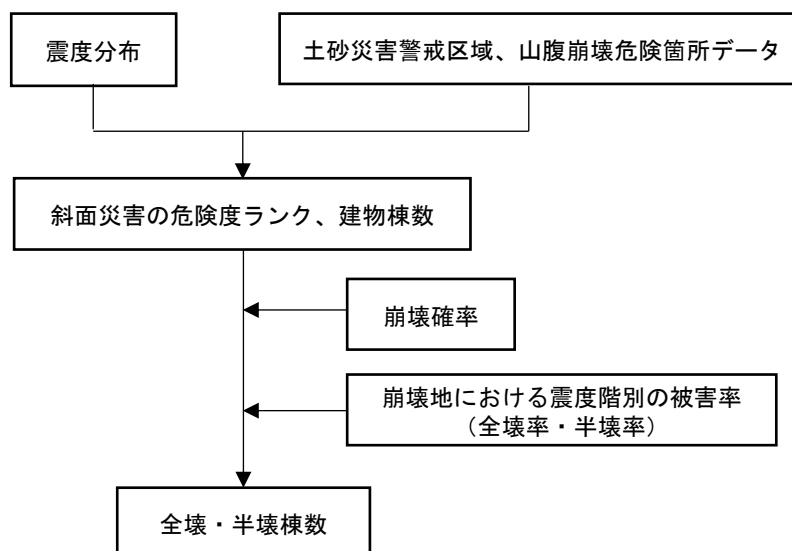 震度分布
土砂災害警戒区域、山腹崩壊危険箇所データ
斜面災害の危険度ランク、建物棟数
崩壊確率
崩壊地における震度階別の被害率
（全壊率・半壊率）
全壊・半壊棟数